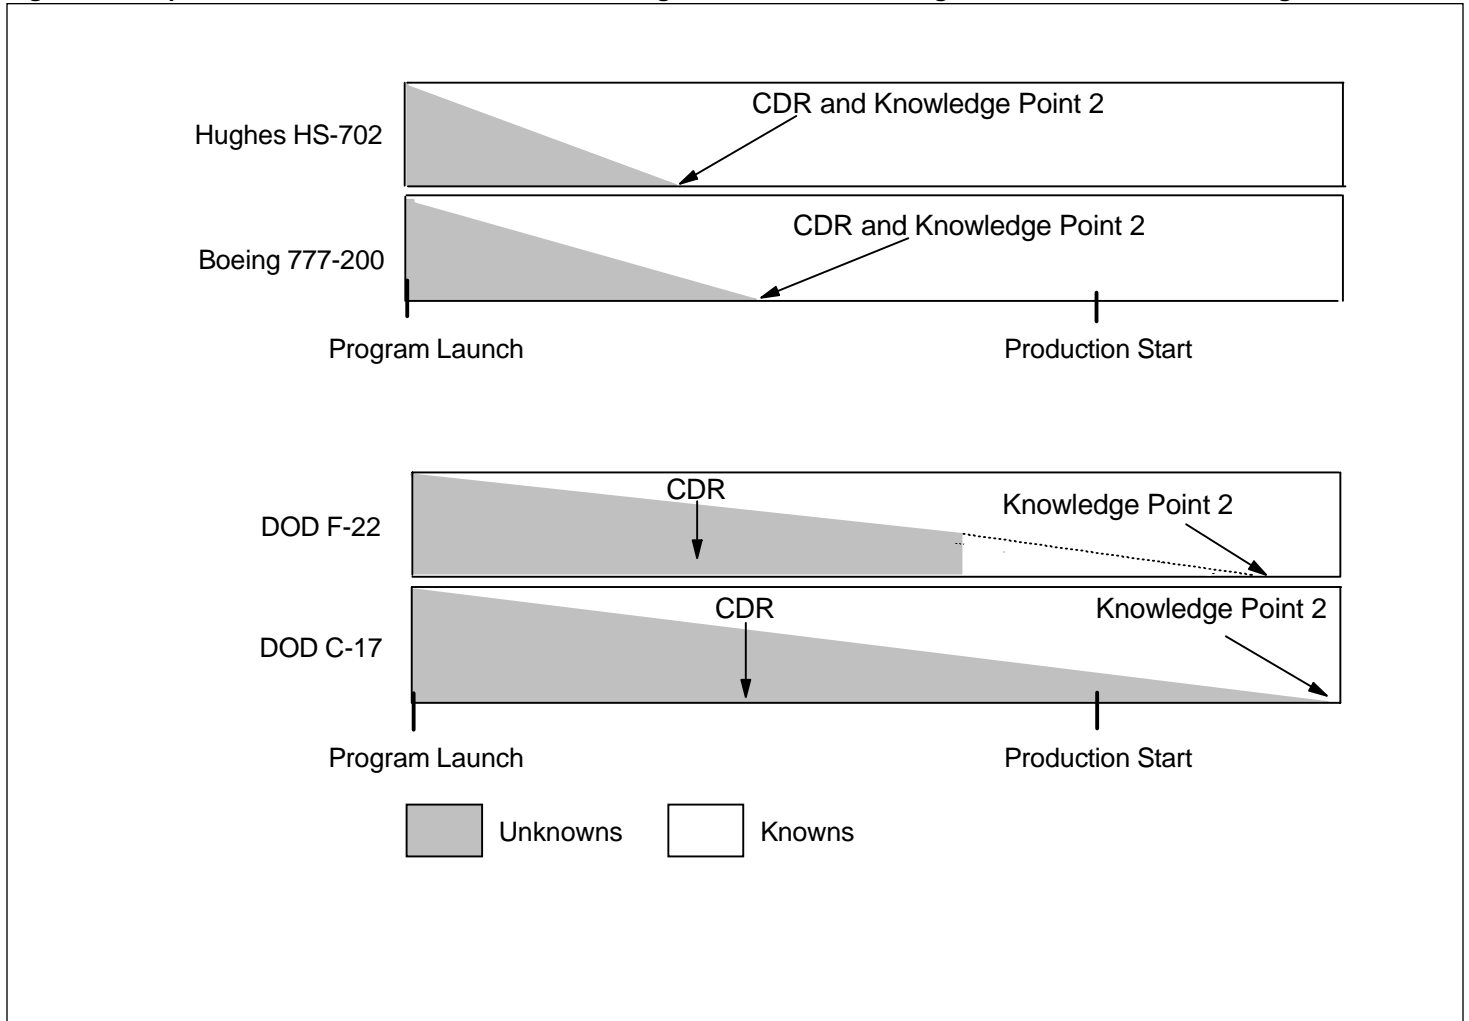 Hughes HS-702
CDR and Knowledge Point 2
Boeing 777-200
CDR and Knowledge Point 2
Program Launch
Production Start
DOD F-22
CDR
Knowledge Point 2
DOD C-17
CDR
Knowledge Point 2
Program Launch
Production Start
Unknowns
Knowns